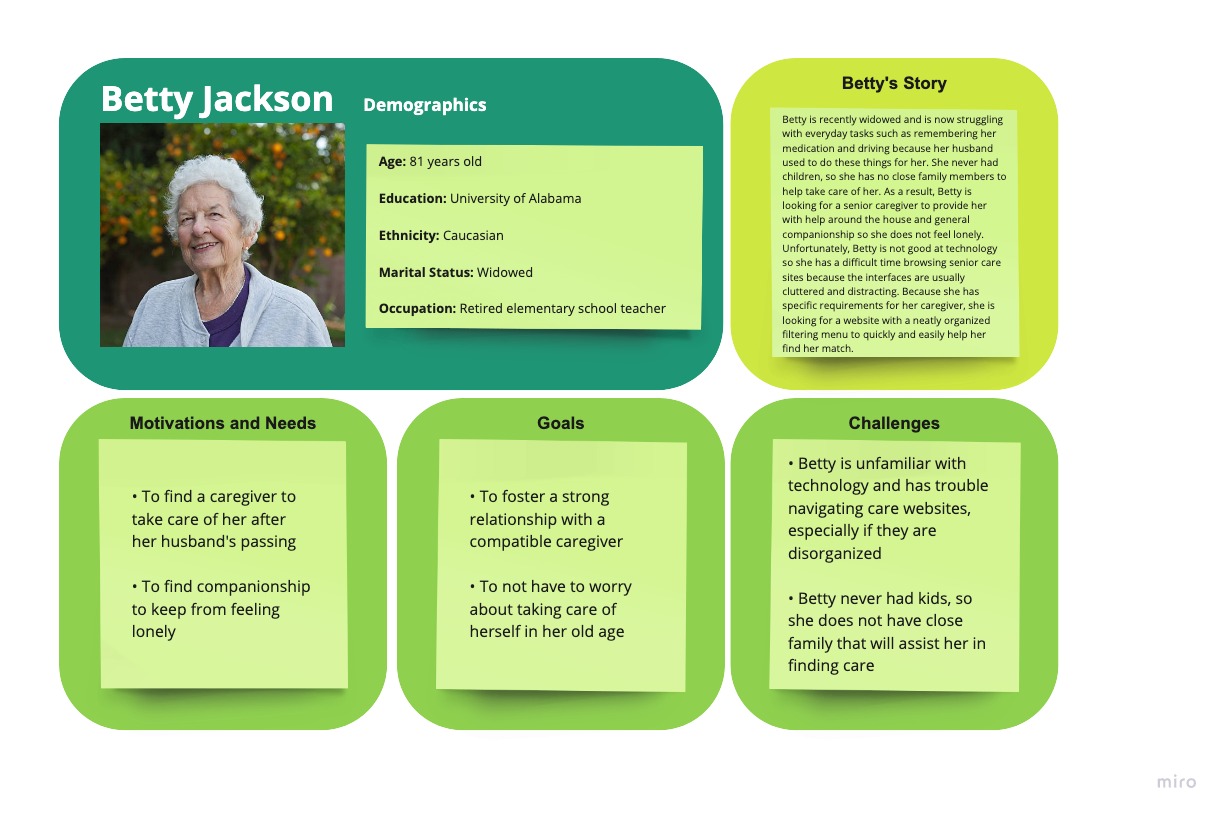 Betty Jackson
Demographics
Age: 81 years old
Education: University of Alabama
Ethnicity: Caucasian
Marital Status: Widowed
Occupation: Retired elementary school teacher
Betty's Story
Betty is recently widowed and is now struggling
with everyday tasks such as remembering her
medication and driving because her husband
used to do these things for her. She never had
children, so she has no close family members to
help take care of her. As a result, Betty is
looking for a senior caregiver to provide her
with help around the house and general
companionship so she does not feel lonely.
Unfortunately, Betty is not good at technology
so she has a difficult time browsing senior care
sites because the interfaces are usually
cluttered and distracting. Because she has
specific requirements for her caregiver, she is
looking for a website with a neatly organized
filtering menu to quickly and easily help her
find her match.
Motivations and Needs
• To find a caregiver to
take care of her after
her husband's passing
• To find companionship
to keep from feeling
lonely
Goals
• To foster a strong
relationship with a
compatible caregiver
• To not have to worry
about taking care of
herself in her old age
Challenges
• Betty is unfamiliar with
technology and has trouble
navigating care websites,
especially if they are
disorganized
• Betty never had kids, so
she does not have close
family that will assist her in
finding care
miro